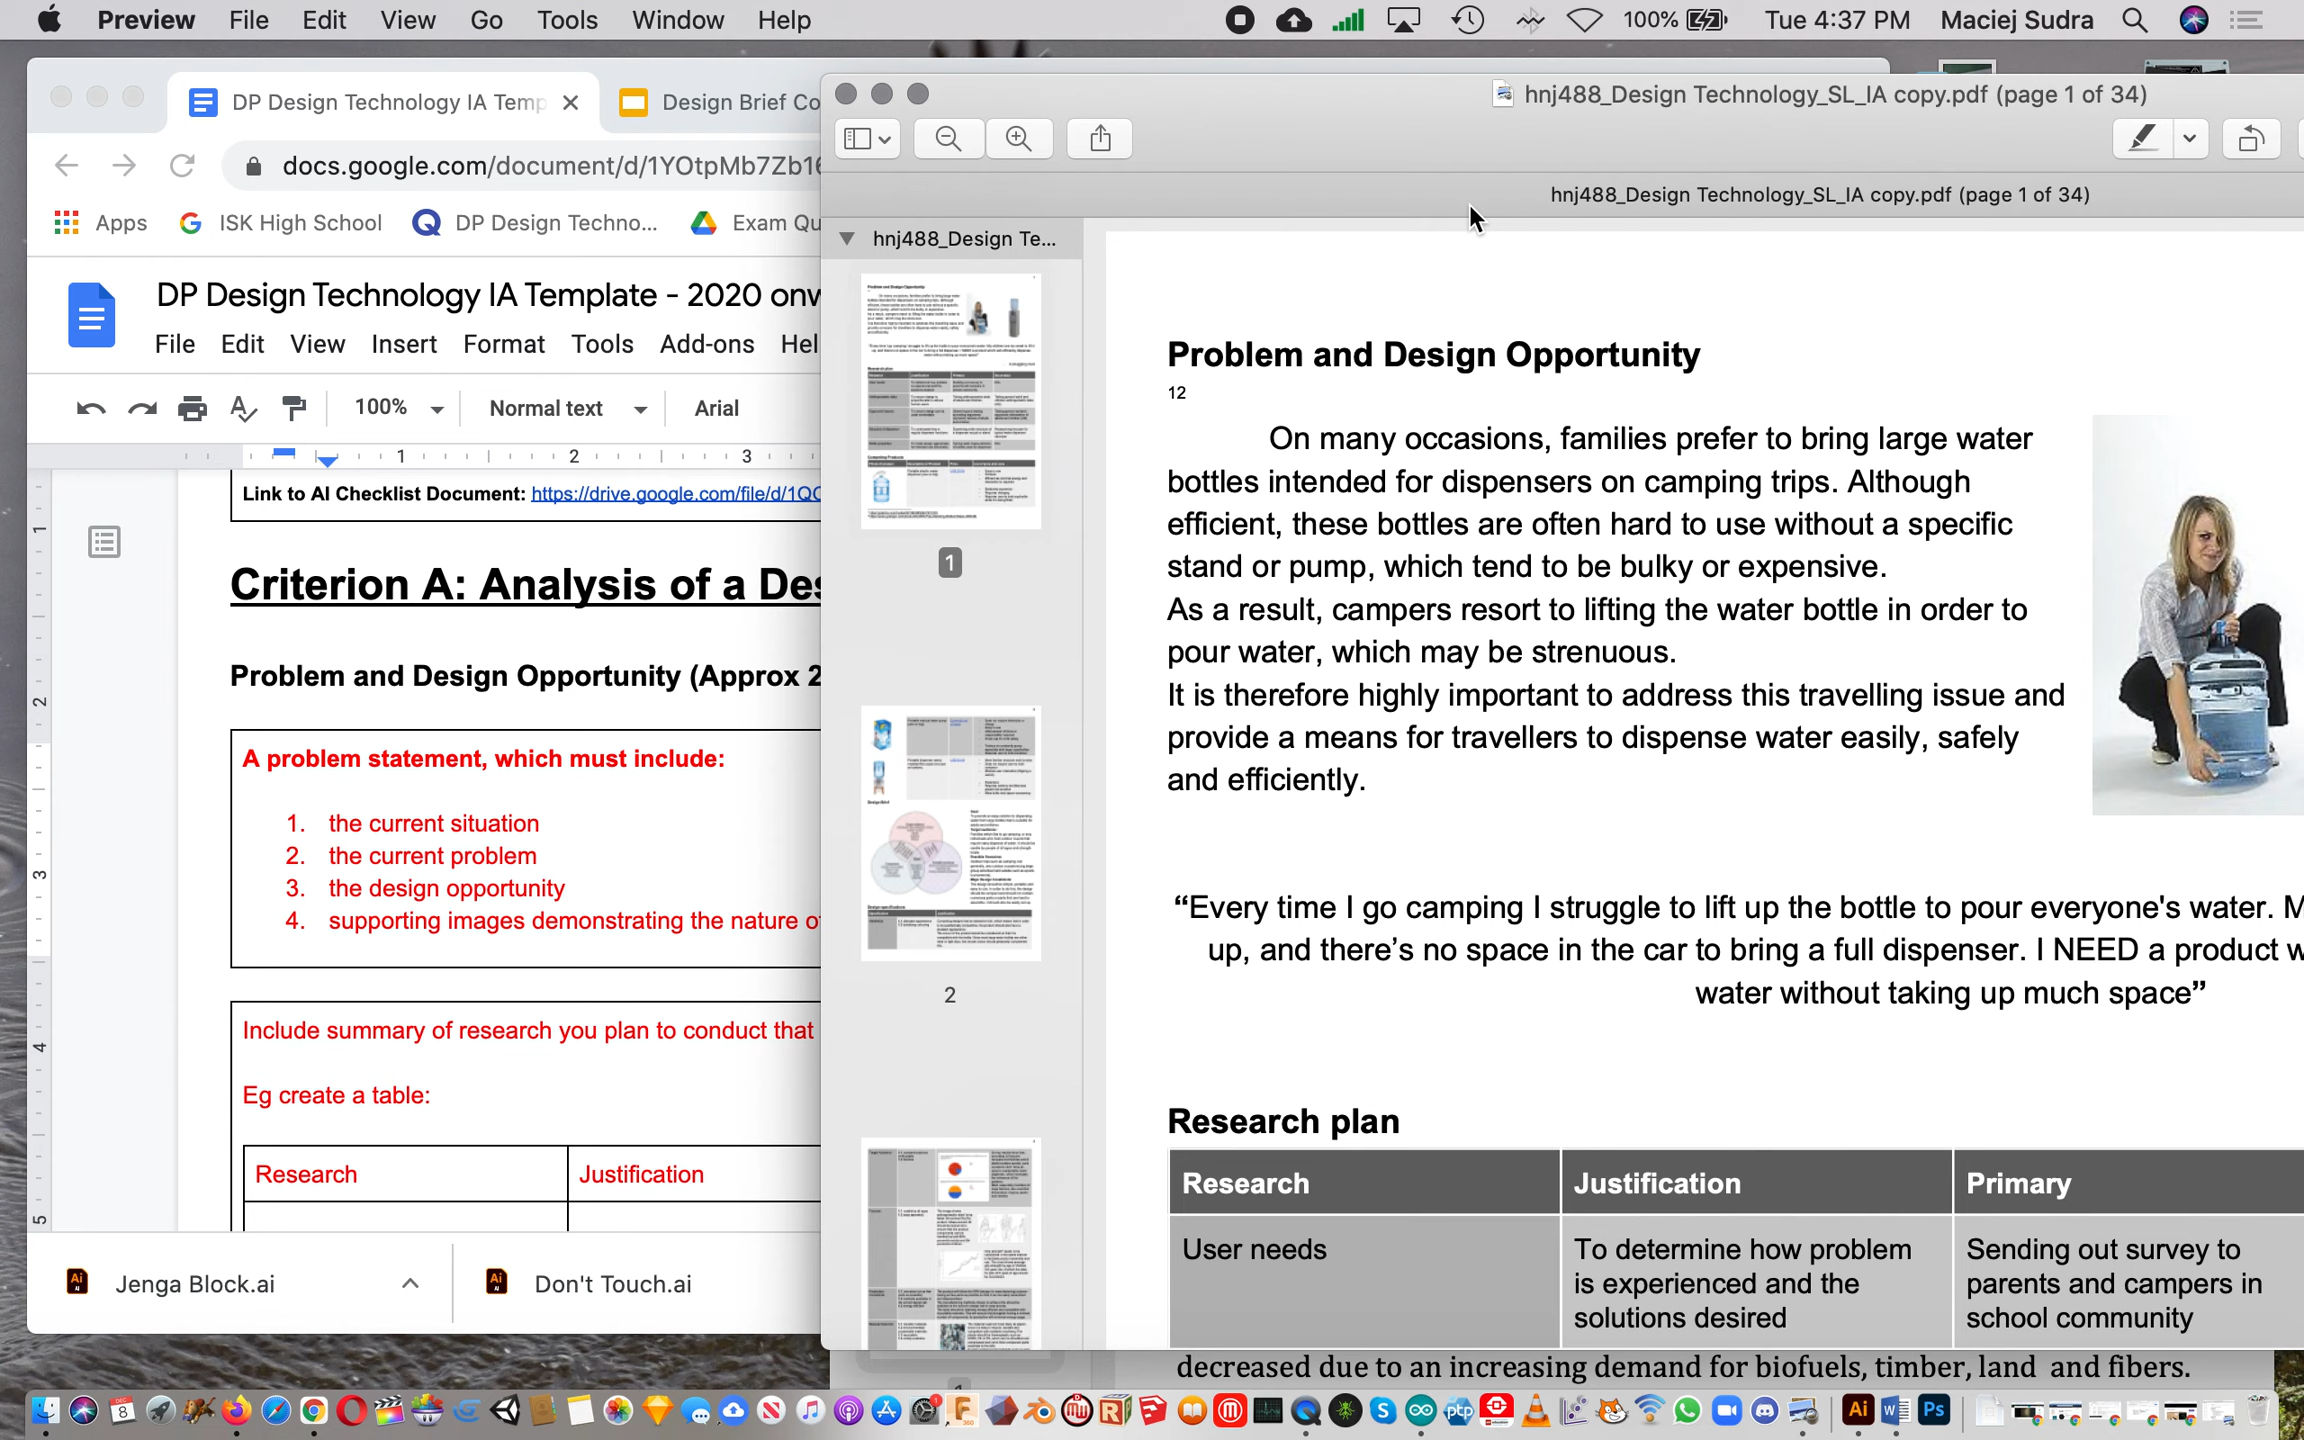 Preview File Edit View Go Tools Window Help 100% Tue 4:37 PM Maciej Sudra
DP Design Technology IA Temp
Design Brief Co
docs.google.com/document/d/1YOtpMb7Zb16
Apps ISK High School DP Design Techno... Exam Qu
DP Design Technology IA Template - 2020 onw
File Edit View Insert Format Tools Add-ons Hel
100% Normal text Arial
1 2 3
1
2
3
4
5
Link to AI Checklist Document: https://drive.google.com/file/d/1QC
Criterion A: Analysis of a Des
Problem and Design Opportunity (Approx 2
A problem statement, which must include:
1. the current situation
2. the current problem
3. the design opportunity
4. supporting images demonstrating the nature of
Include summary of research you plan to conduct that
Eg create a table:
Research Justification
Jenga Block.ai Don't Touch.ai
hnj488_Design Technology_SL_IA copy.pdf (page 1 of 34)
hnj488_Design Technology_SL_IA copy.pdf (page 1 of 34)
hnj488_Design Te...
1
2
Problem and Design Opportunity
12
On many occasions, families prefer to bring large water
bottles intended for dispensers on camping trips. Although
efficient, these bottles are often hard to use without a specific
stand or pump, which tend to be bulky or expensive.
As a result, campers resort to lifting the water bottle in order to
pour water, which may be strenuous.
It is therefore highly important to address this travelling issue and
provide a means for travellers to dispense water easily, safely
and efficiently.
“Every time I go camping I struggle to lift up the bottle to pour everyone's water. M
up, and there’s no space in the car to bring a full dispenser. I NEED a product w
water without taking up much space”
Research plan
Research Justification Primary
User needs
To determine how problem
is experienced and the
solutions desired
Sending out survey to
parents and campers in
school community
decreased due to an increasing demand for biofuels, timber, land and fibers.